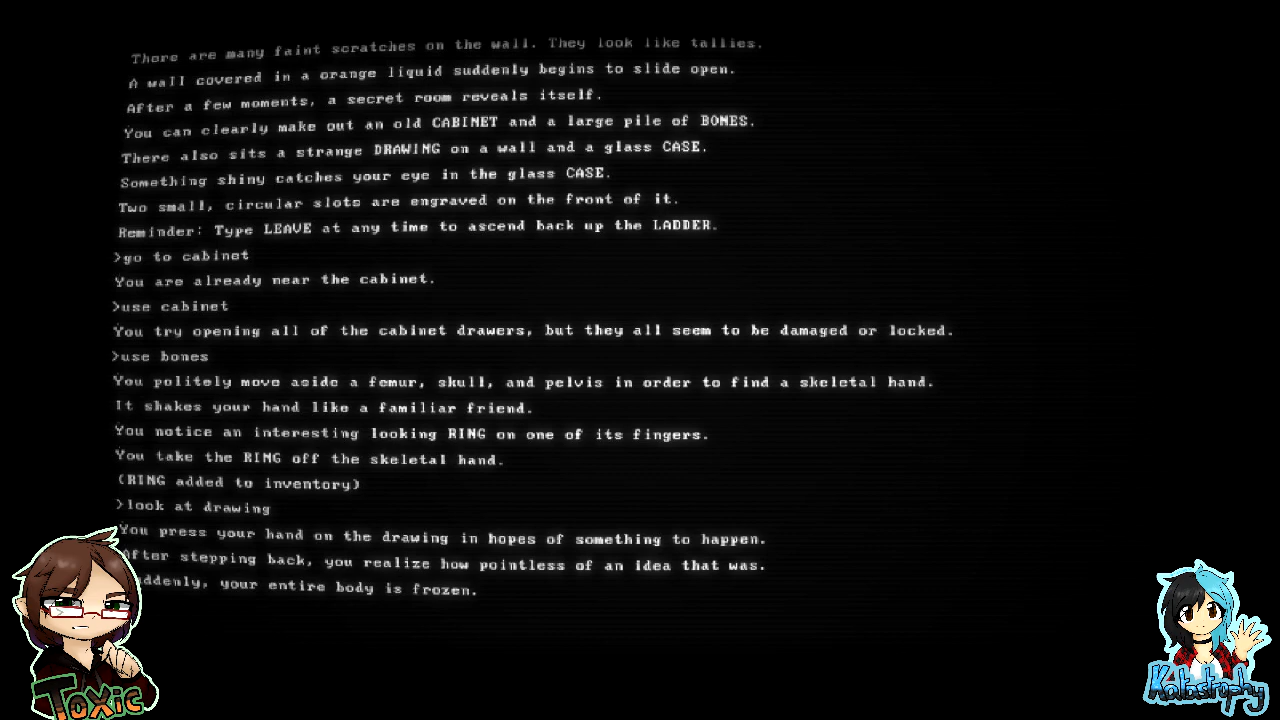 There are many faint scratches on the wall. They look like tallies.
A wall covered in a orange liquid suddenly begins to slide open.
After a few moments, a secret room reveals itself.
You can clearly make out an old CABINET and a large pile of BONES.
There also sits a strange DRAWING on a wall and a glass CASE.
Something shiny catches your eye in the glass CASE.
Two small, circular slots are engraved on the front of it.
Reminder: Type LEAVE at any time to ascend back up the LADDER.
>go to cabinet
You are already near the cabinet.
>use cabinet
You try opening all of the cabinet drawers, but they all seem to be damaged or locked.
>use bones
You politely move aside a femur, skull, and pelvis in order to find a skeletal hand.
It shakes your hand like a familiar friend.
You notice an interesting looking RING on one of its fingers.
You take the RING off the skeletal hand.
(RING added to inventory)
>look at drawing
You press your hand on the drawing in hopes of something to happen.
After stepping back, you realize how pointless of an idea that was.
uddenly, your entire body is frozen.
>
Toxic
Katastrophy